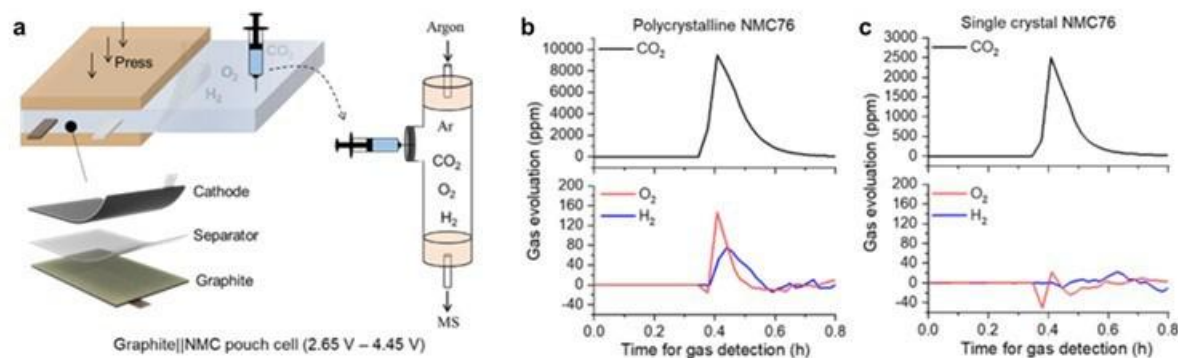 a
Press
CO2
O2
H2
Argon
Ar
CO2
O2
H2
MS
Cathode
Separator
Graphite
Graphite||NMC pouch cell (2.65 V – 4.45 V)
b
Polycrystalline NMC76
CO2
10000
8000
6000
4000
2000
0
Gas evoluation (ppm)
O2
H2
200
160
120
80
40
0
-40
0.0 0.2 0.4 0.6 0.8
Time for gas detection (h)
c
Single crystal NMC76
CO2
3000
2500
2000
1500
1000
500
0
Gas evoluation (ppm)
O2
H2
200
160
120
80
40
0
-40
0.0 0.2 0.4 0.6 0.8
Time for gas detection (h)